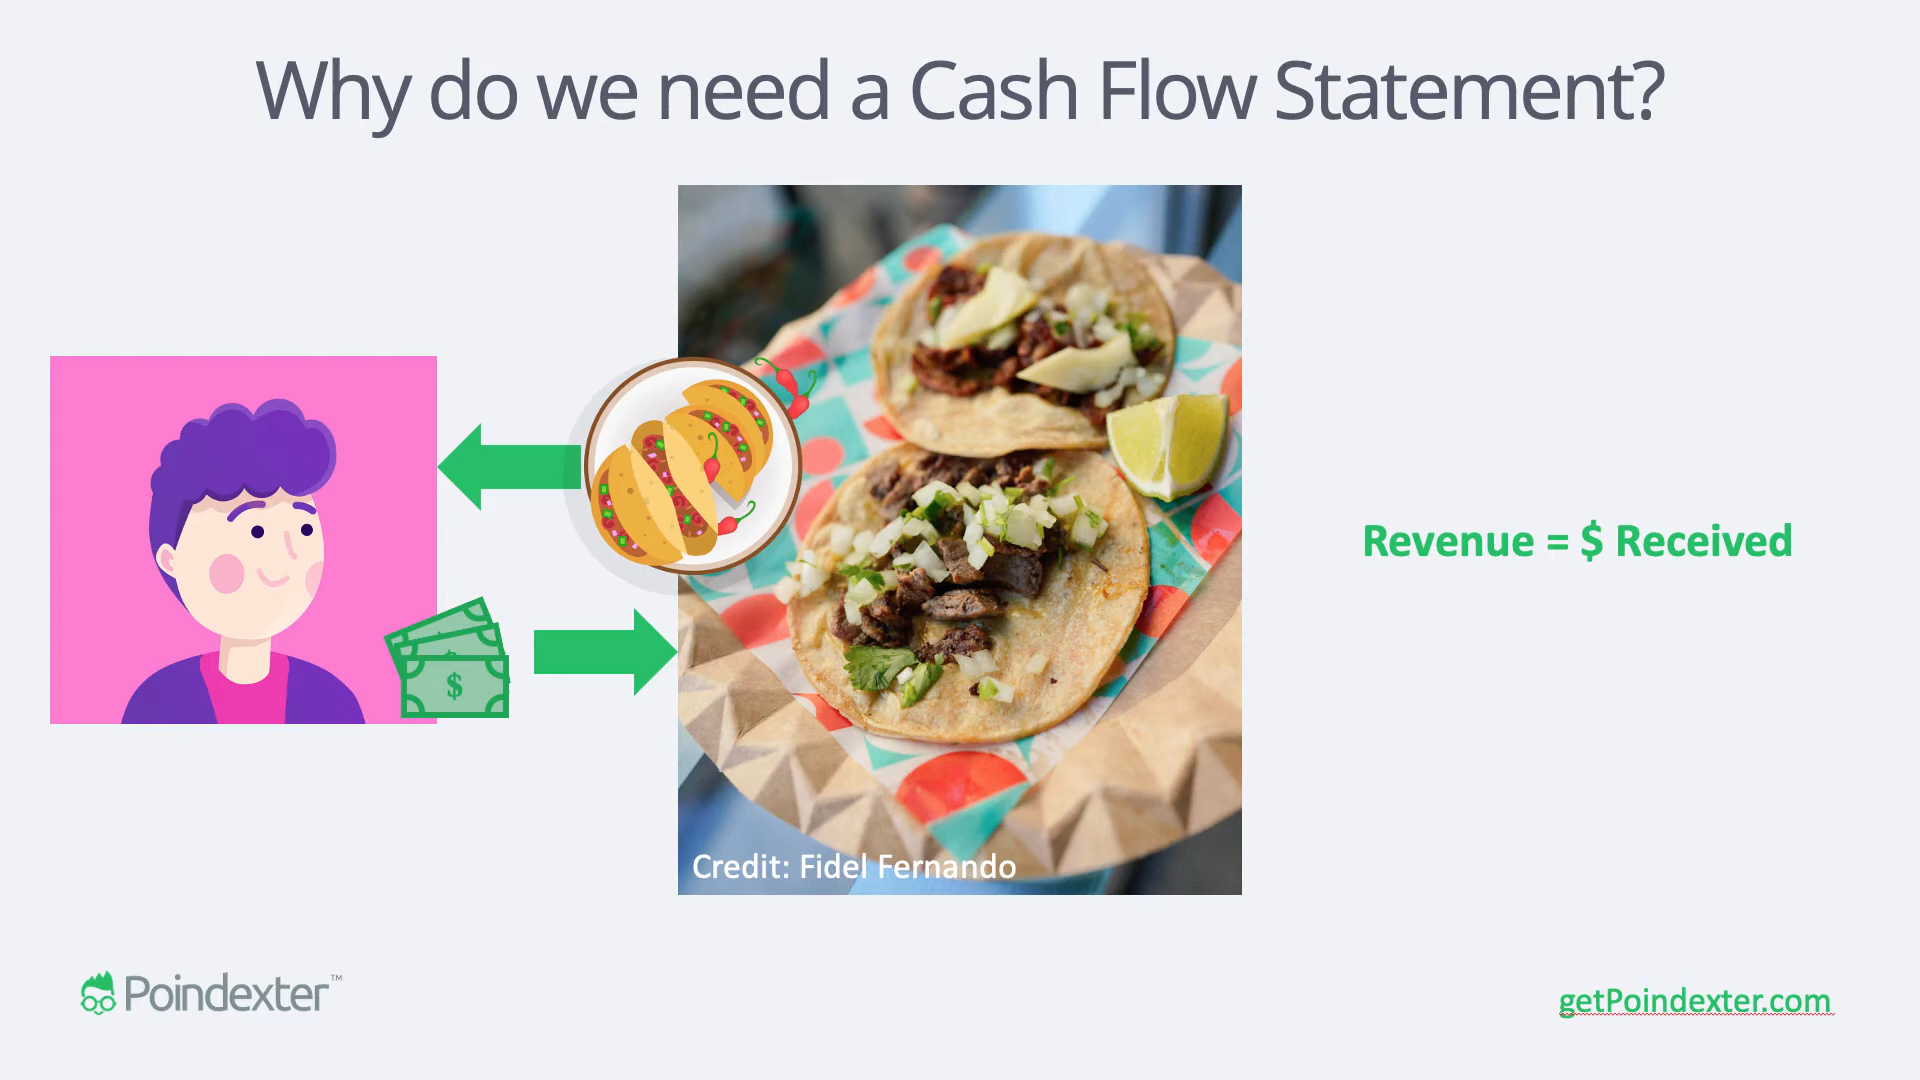 Why do we need a Cash Flow Statement?
Revenue = $ Received
$
Credit: Fidel Fernando
Poindexter™
getPoindexter.com